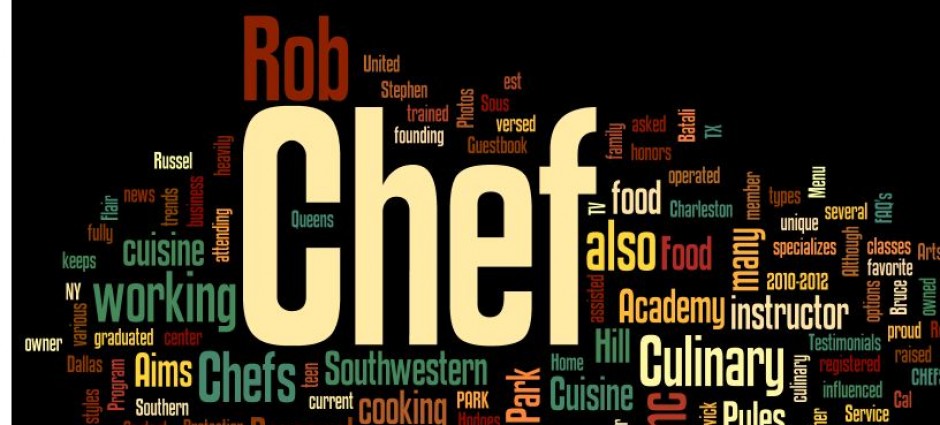 Rob
United
Stephen
est
Photos
Sous
trained
versed
founding
Guestbook
Chef
family
asked
Batali
TX
honors
Russel
heavily
operated
news
trends
business
member
types
Menu
Flair
attending
Queens
TV
food
Charleston
unique
several
FAQ's
fully
cuisine
also
Food
many
specializes
Although
classes
Arts
keeps
favorite
NY
working
assisted
2010-2012
options
Bruce
owned
various
Academy
instructor
owner
graduated
center
Hill
Culinary
Testimonials
proud
Dallas
Program
Aims
Chefs
teen
Southwestern
Home
registered
raised
culinary
CHEFS
styles
Southern
current
cooking
PARK
Park
Cuisine
influenced
Cal
Hodges
Pyles
Service